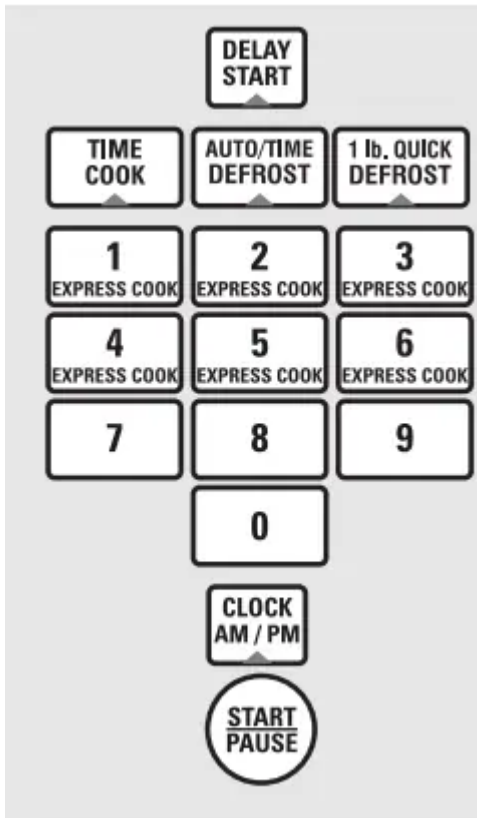 DELAY
START
TIME
COOK
AUTO/TIME
DEFROST
1 lb. QUICK
DEFROST
1
EXPRESS COOK
2
EXPRESS COOK
3
EXPRESS COOK
4
EXPRESS COOK
5
EXPRESS COOK
6
EXPRESS COOK
7
8
9
0
CLOCK
AM / PM
START
PAUSE